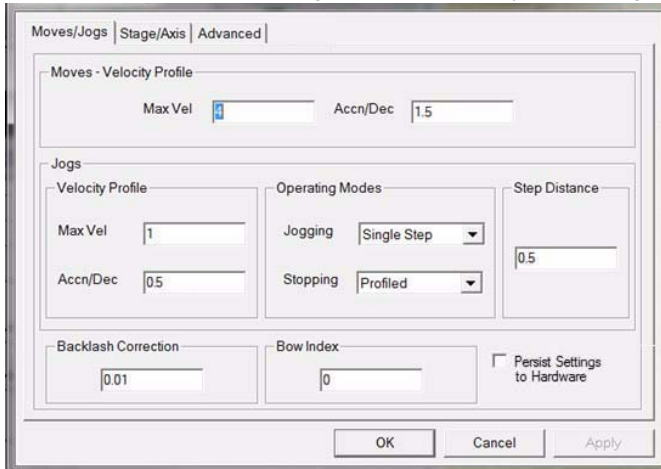 Moves/Jogs Stage/Axis Advanced
Moves - Velocity Profile
Max Vel 4 Accn/Dec 1.5
Jogs
Velocity Profile Operating Modes Step Distance
Max Vel 1 Jogging Single Step
0.5
Accn/Dec 0.5 Stopping Profiled
Backlash Correction Bow Index
Persist Settings
to Hardware
0.01 0
OK Cancel Apply